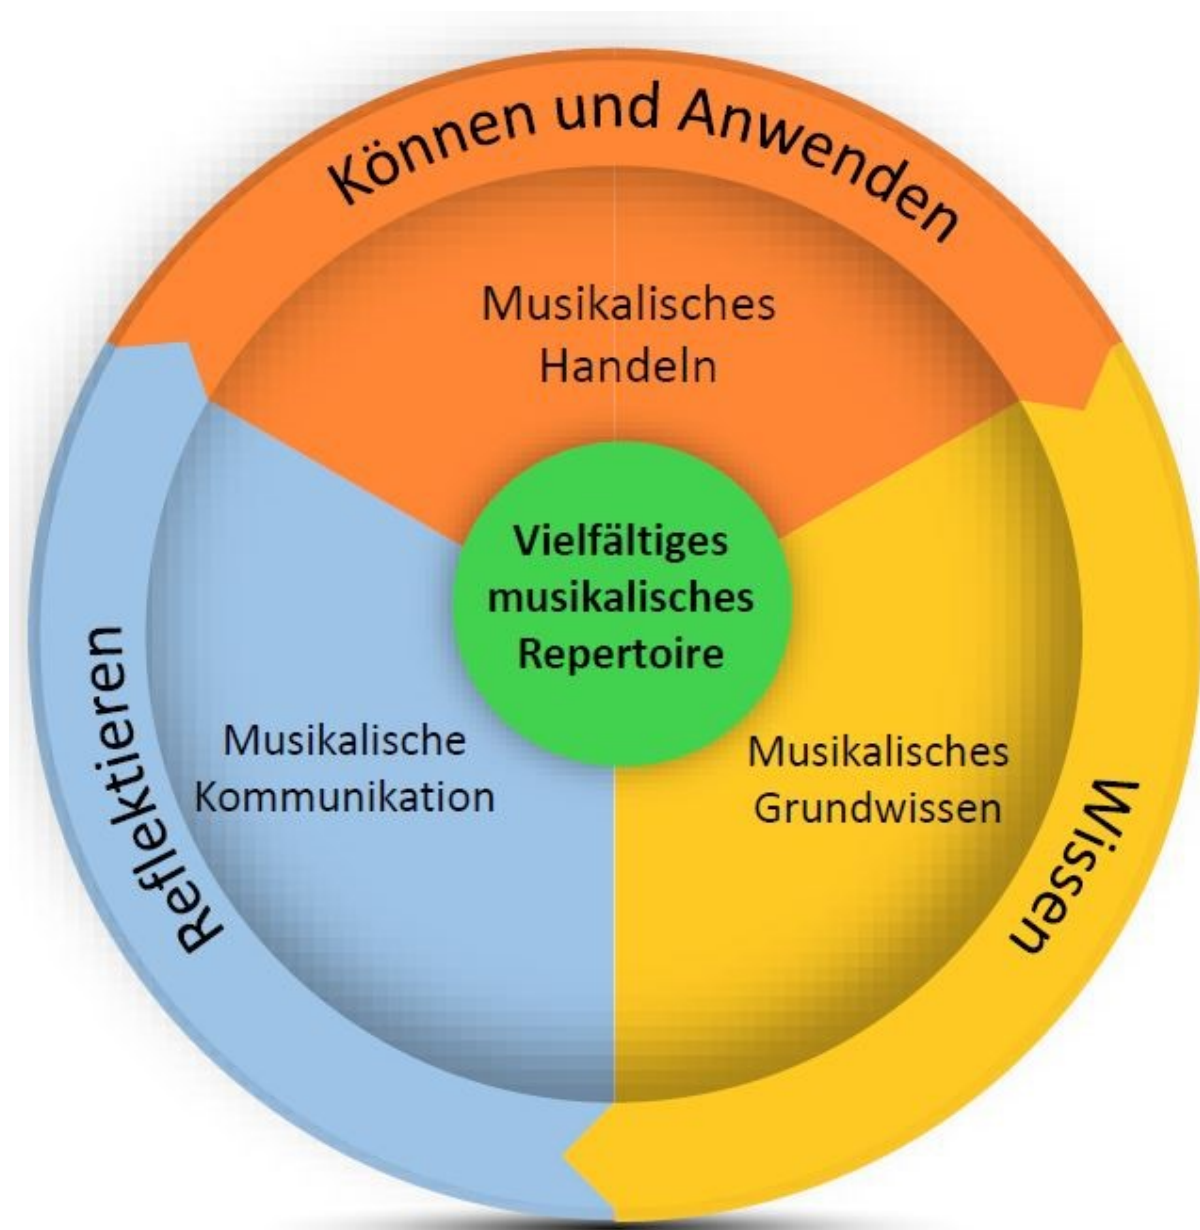 Können und Anwenden
Musikalisches
Handeln
Vielfältiges
musikalisches
Repertoire
Musikalische
Kommunikation
Musikalisches
Grundwissen
Reflektieren
Wissen